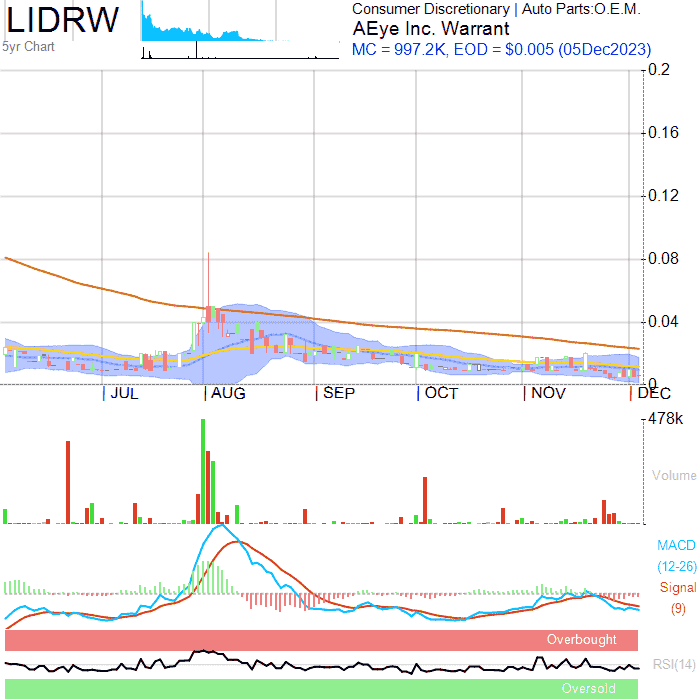 LIDRW
5yr Chart
Consumer Discretionary | Auto Parts:O.E.M.
AEye Inc. Warrant
MC = 997.2K, EOD = $0.005 (05Dec2023)
0.2
0.16
0.12
0.08
0.04
0
JUL AUG SEP OCT NOV DEC
478k
Volume
MACD
(12-26)
Signal
(9)
Overbought
RSI(14)
Oversold